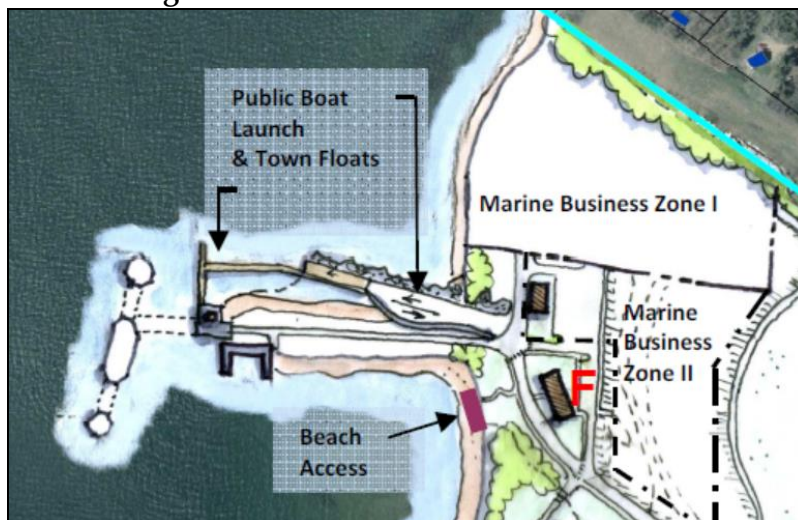 Public Boat
Launch
& Town Floats
Marine Business Zone I
Marine
Business
Zone II
F
Beach
Access